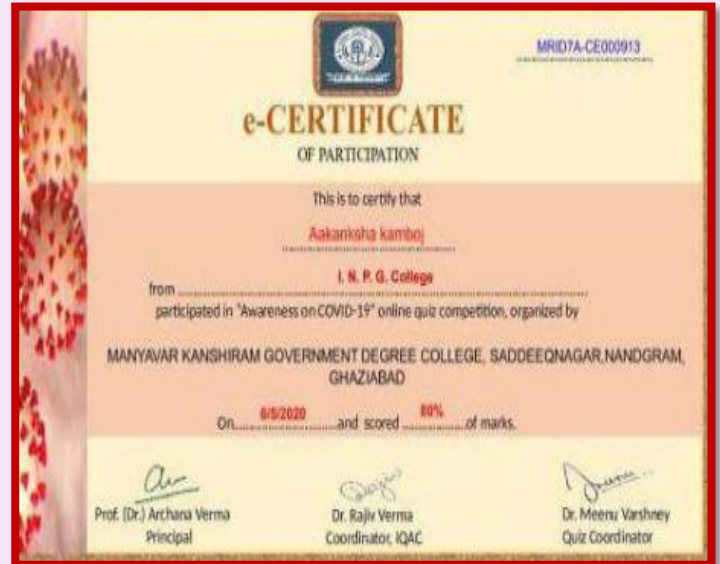 MRID7A-CE000913
e-CERTIFICATE
OF PARTICIPATION
This is to certify that
Aakanksha kamboj
I. N. P. G. College
from
participated in "Awareness on COVID-19" online quiz competition, organized by
MANYAVAR KANSHIRAM GOVERNMENT DEGREE COLLEGE, SADDEEQNAGAR,NANDGRAM,
GHAZIABAD
On 6/5/2020 and scored 80% of marks.
Prof. (Dr.) Archana Verma
Principal
Dr. Rajiv Verma
Coordinator, IQAC
Dr. Meenu Varshney
Quiz Coordinator